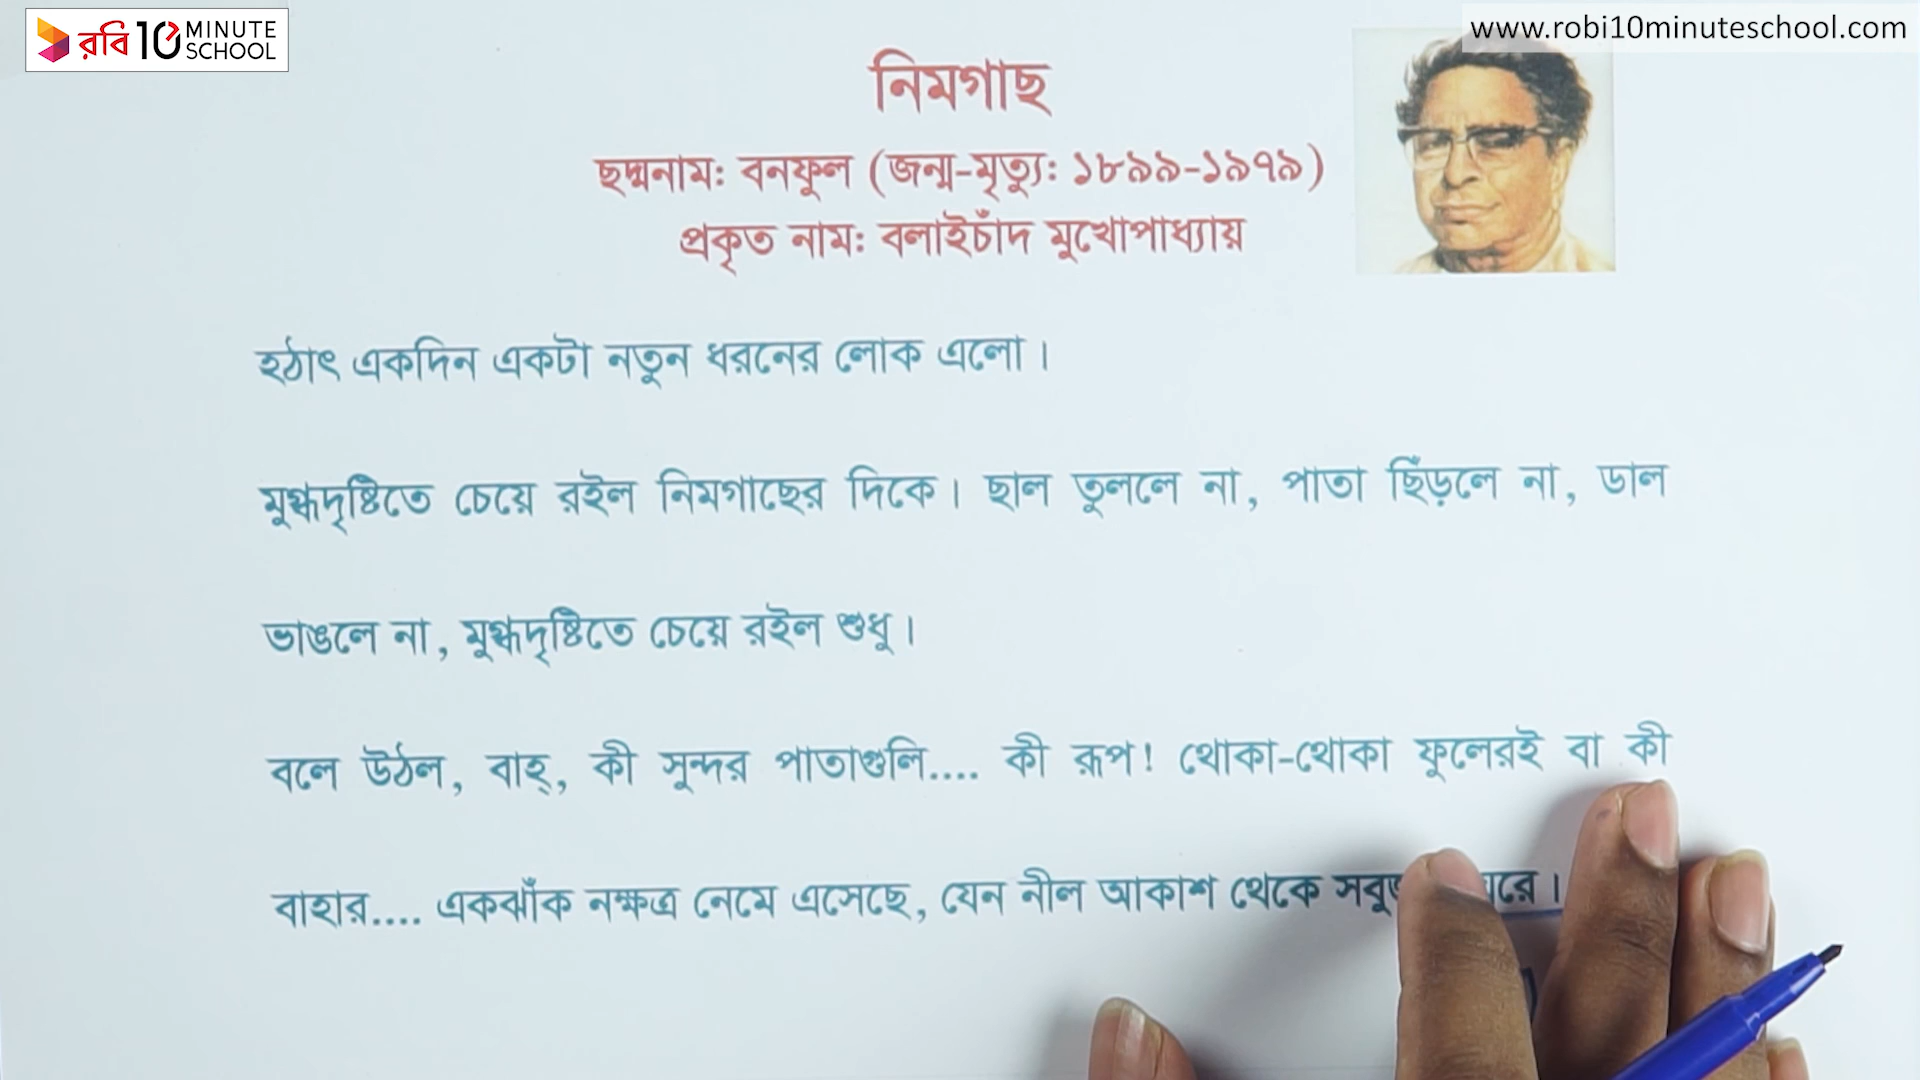 রবি 10 MINUTE SCHOOL
www.robi10minuteschool.com
নিমগাছ
ছদ্মনাম: বনফুল (জন্ম-মৃত্যু: ১৮৯৯-১৯৭৯)
প্রকৃত নাম: বলাইচাঁদ মুখোপাধ্যায়
হঠাৎ একদিন একটা নতুন ধরনের লোক এলো।
মুগ্ধদৃষ্টিতে চেয়ে রইল নিমগাছের দিকে। ছাল তুললে না, পাতা ছিঁড়লে না, ডাল
ভাঙলে না, মুগ্ধদৃষ্টিতে চেয়ে রইল শুধু।
বলে উঠল, বাহ্, কী সুন্দর পাতাগুলি.... কী রূপ! থোকা-থোকা ফুলেরই বা কী
বাহার.... একঝাঁক নক্ষত্র নেমে এসেছে, যেন নীল আকাশ থেকে